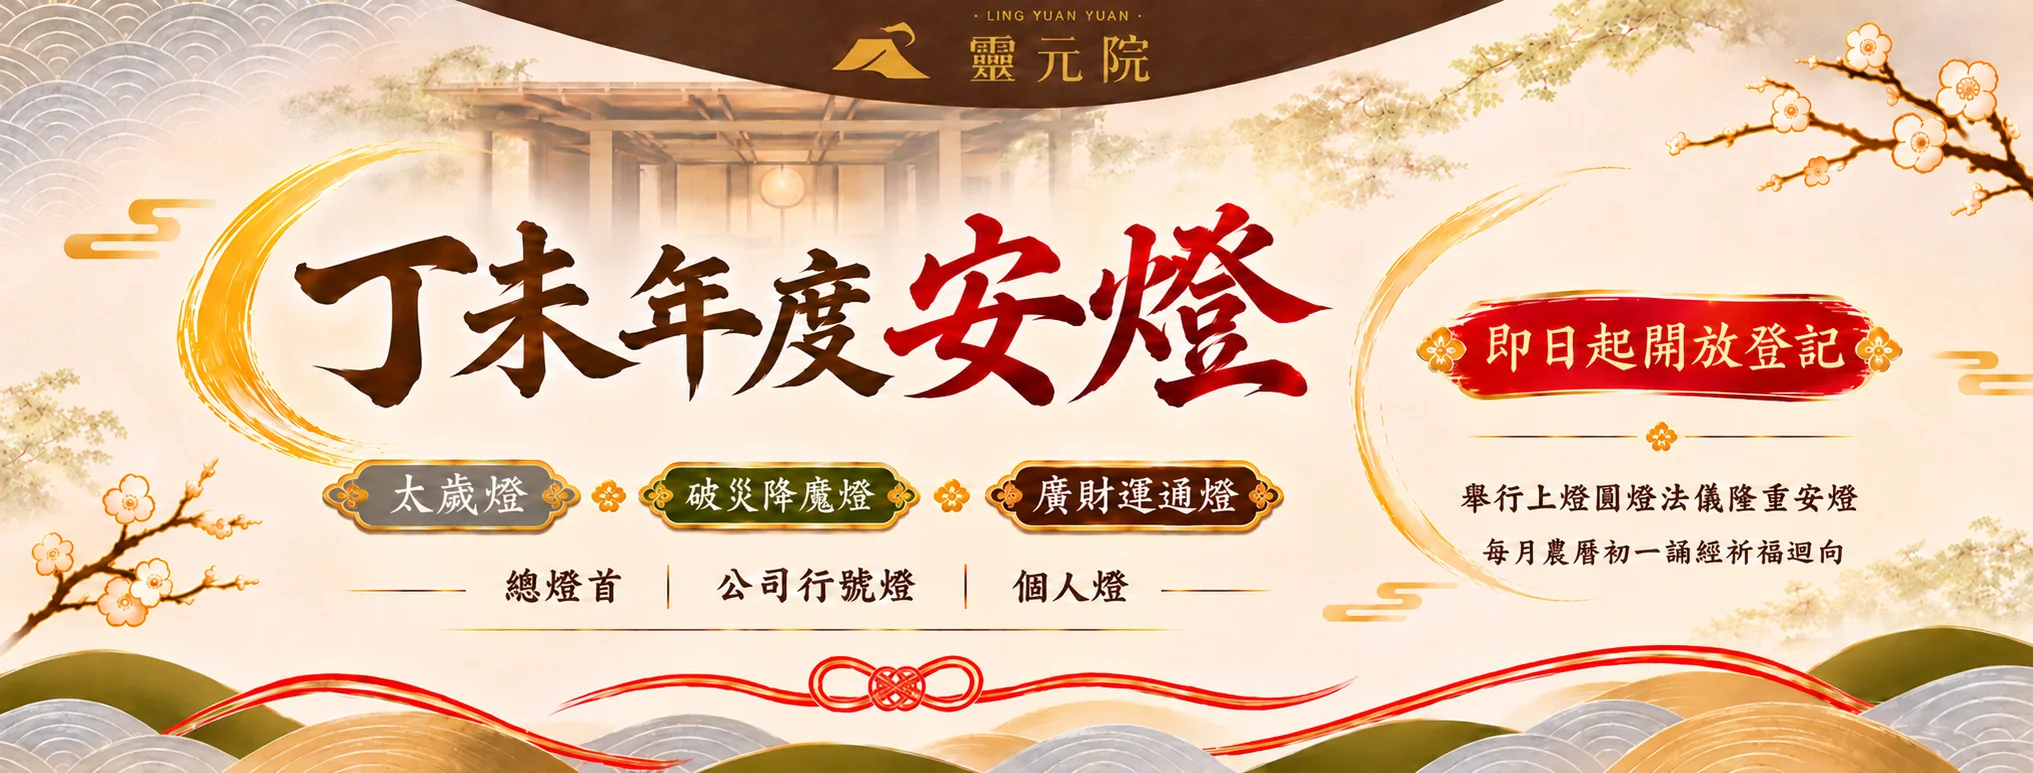 · LING YUAN YUAN ·
靈元院
丁未年度安燈
太歲燈 破災降魔燈 廣財運通燈
總燈首 公司行號燈 個人燈
即日起開放登記
舉行上燈圓燈法儀隆重安燈
每月農曆初一誦經祈福迴向